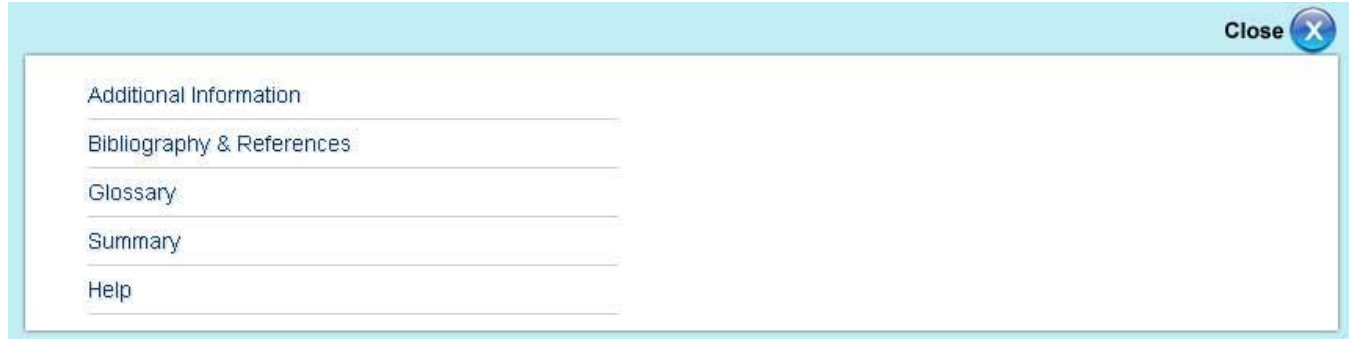 Close X
Additional Information
Bibliography & References
Glossary
Summary
Help